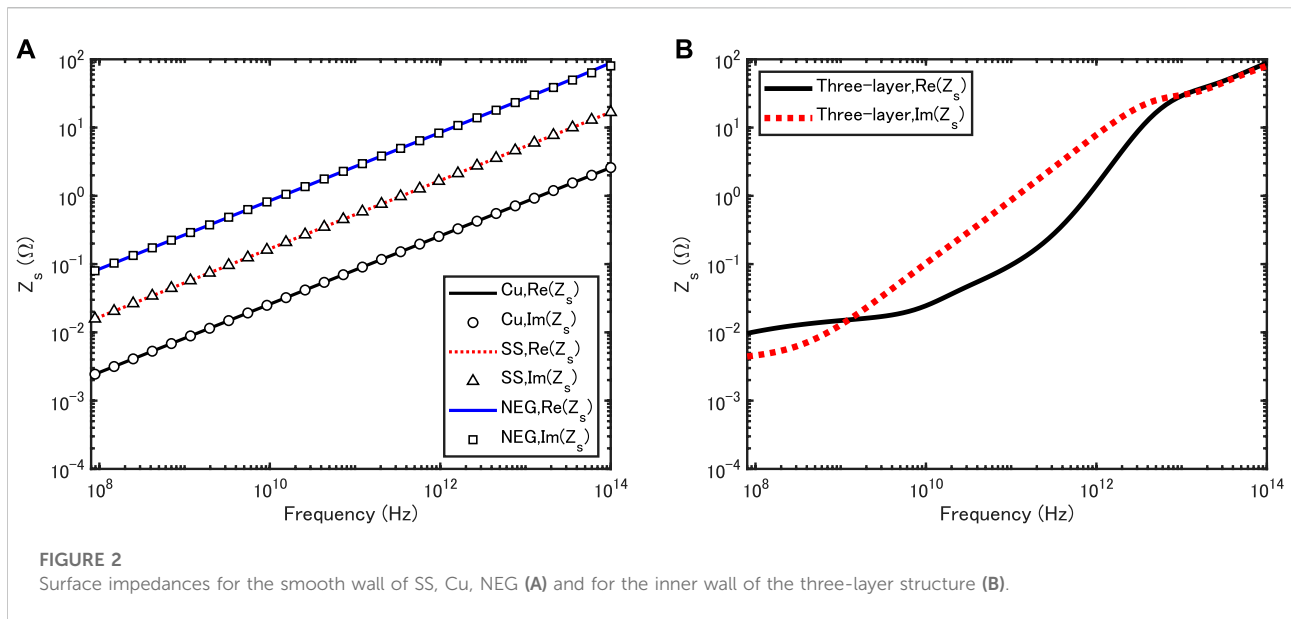 A
Z_s (Ω)
10^2
10^1
10^0
10^-1
10^-2
10^-3
10^-4
10^8
10^10
10^12
10^14
Frequency (Hz)
Cu,Re(Z_s)
Cu,Im(Z_s)
SS,Re(Z_s)
SS,Im(Z_s)
NEG,Re(Z_s)
NEG,Im(Z_s)
B
Z_s (Ω)
10^2
10^1
10^0
10^-1
10^-2
10^-3
10^-4
10^8
10^10
10^12
10^14
Frequency (Hz)
Three-layer,Re(Z_s)
Three-layer,Im(Z_s)
FIGURE 2
Surface impedances for the smooth wall of SS, Cu, NEG (A) and for the inner wall of the three-layer structure (B).